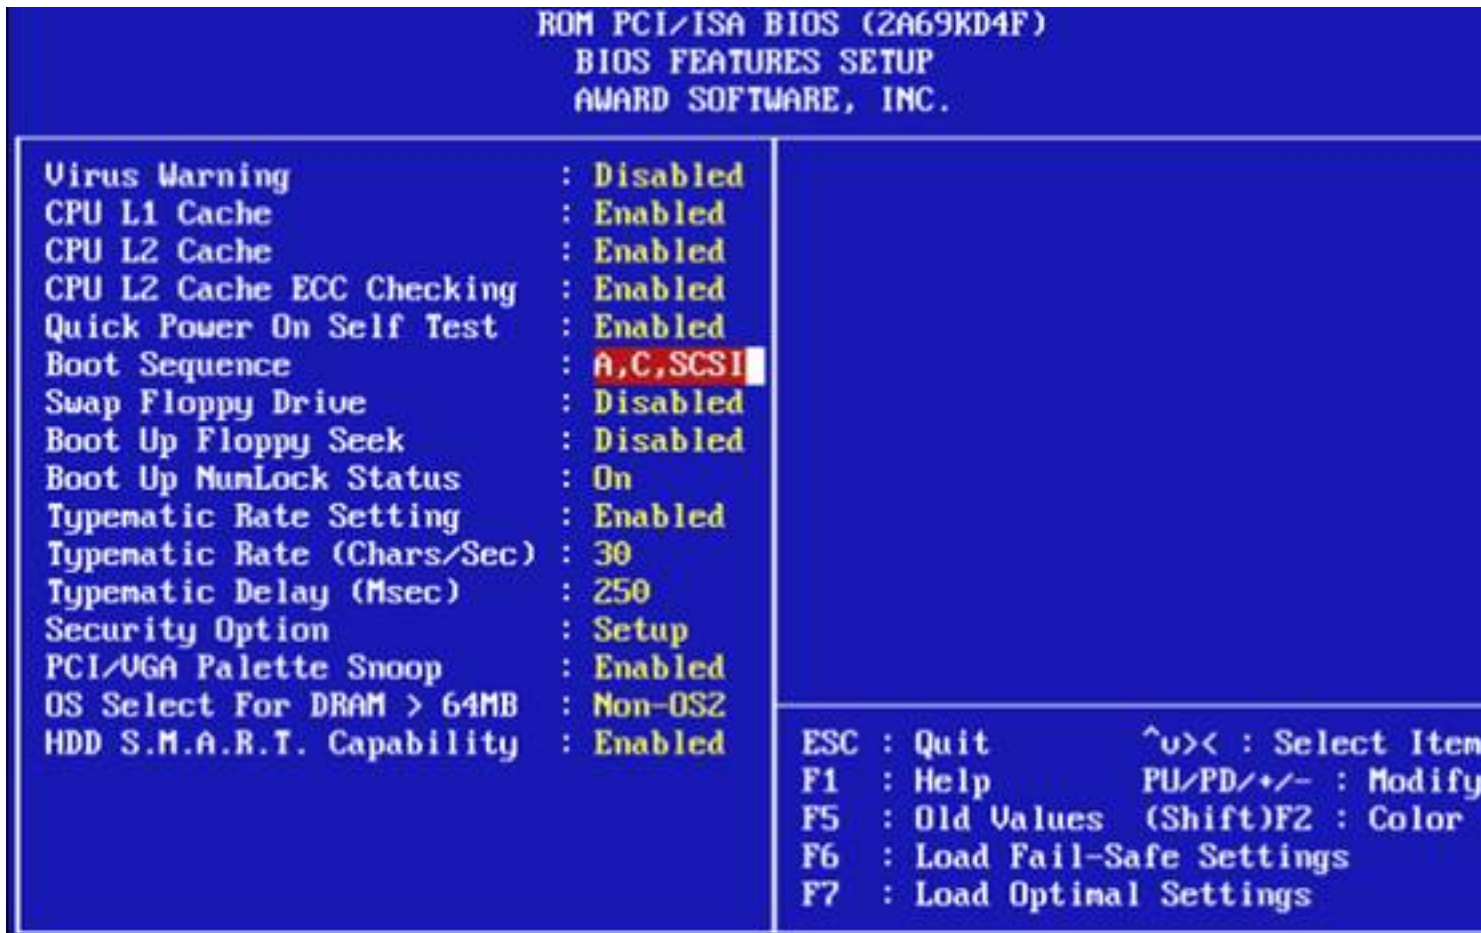 ROM PCI/ISA BIOS (2A69KD4F)
BIOS FEATURES SETUP
AWARD SOFTWARE, INC.
Virus Warning : Disabled
CPU L1 Cache : Enabled
CPU L2 Cache : Enabled
CPU L2 Cache ECC Checking : Enabled
Quick Power On Self Test : Enabled
Boot Sequence : A,C,SCSI
Swap Floppy Drive : Disabled
Boot Up Floppy Seek : Disabled
Boot Up NumLock Status : On
Typematic Rate Setting : Enabled
Typematic Rate (Chars/Sec) : 30
Typematic Delay (Msec) : 250
Security Option : Setup
PCI/VGA Palette Snoop : Enabled
OS Select For DRAM > 64MB : Non-OS2
HDD S.M.A.R.T. Capability : Enabled
ESC : Quit ^v>< : Select Item
F1 : Help PU/PD/+/- : Modify
F5 : Old Values (Shift)F2 : Color
F6 : Load Fail-Safe Settings
F7 : Load Optimal Settings